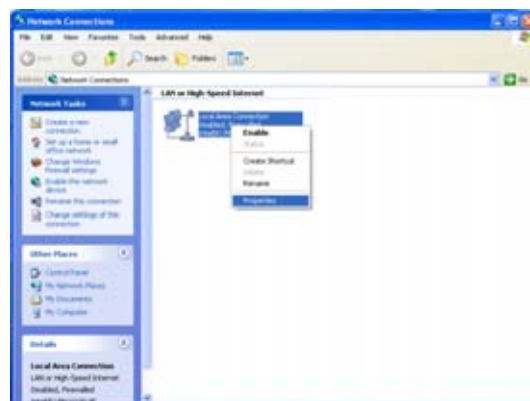 Network Connections
File Edit View Favorites Tools Advanced Help
Search Folders
Address Network Connections
Network Tasks
Create a new connection
Set up a home or small office network
Change Windows Firewall settings
Enable this network device
Rename this connection
Change settings of this connection
Other Places
Control Panel
My Network Places
My Documents
My Computer
Details
Local Area Connection
LAN or High-Speed Internet
Disabled, Firewalled
LAN or High-Speed Internet
Local Area Connection
Disabled, Firewalled
Enable
Status
Create Shortcut
Delete
Rename
Properties